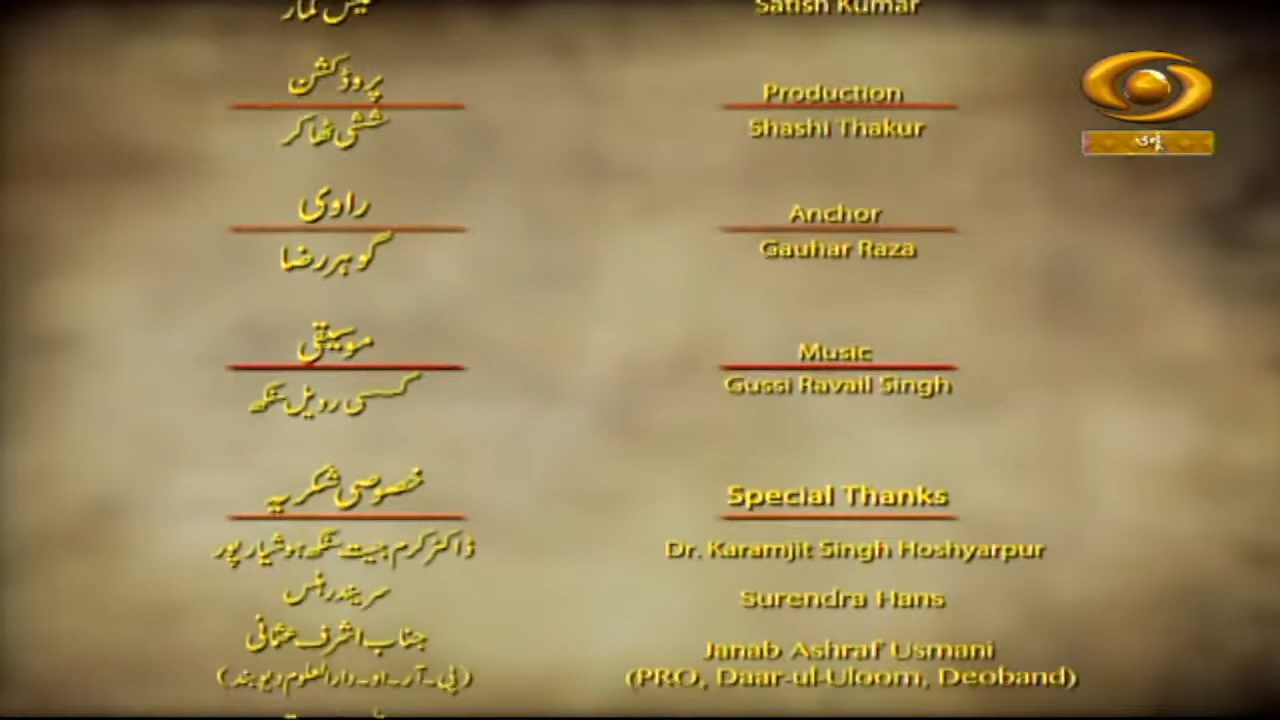 Satish Kumar
پروڈکشن
Production
ششی ٹھاکر
Shashi Thakur
راوی
Anchor
گوہر رضا
Gauhar Raza
موسیقی
Music
گسی رویل سنگھ
Gussi Ravail Singh
خصوصی شکریہ
Special Thanks
ڈاکٹر کرم جیت سنگھ ہوشیار پور
Dr. Karamjit Singh Hoshyarpur
سریندر ہنس
Surendra Hans
جناب اشرف عثمانی
Janab Ashraf Usmani
(پی۔آر۔او۔دارالعلوم دیوبند)
(PRO, Daar-ul-Uloom, Deoband)